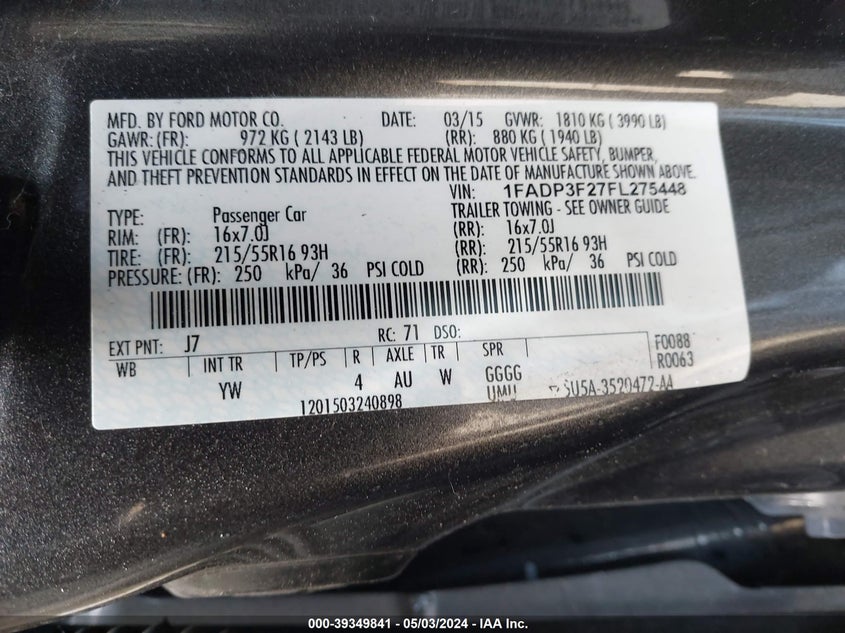 MFD. BY FORD MOTOR CO. DATE: 03/15 GVWR: 1810 KG ( 3990 LB)
GAWR: (FR): 972 KG ( 2143 LB) (RR): 880 KG ( 1940 LB)
THIS VEHICLE CONFORMS TO ALL APPLICABLE FEDERAL MOTOR VEHICLE SAFETY, BUMPER,
AND THEFT PREVENTION STANDARDS IN EFFECT ON THE DATE OF MANUFACTURE SHOWN ABOVE.
VIN: 1FADP3F27FL275448
TYPE: Passenger Car TRAILER TOWING - SEE OWNER GUIDE
RIM: (FR): 16x7.0J (RR): 16x7.0J
TIRE: (FR): 215/55R16 93H (RR): 215/55R16 93H
PRESSURE: (FR): 250 kPa/ 36 PSI COLD (RR): 250 kPa/ 36 PSI COLD
EXT PNT: J7 RC: 71 DSO: F0088
WB INT TR TP/PS R AXLE TR SPR R0063
YW 4 AU W GGGG
1201503240898 UMU SU5A-3520472-AA
000-39349841 - 05/03/2024 - IAA Inc.